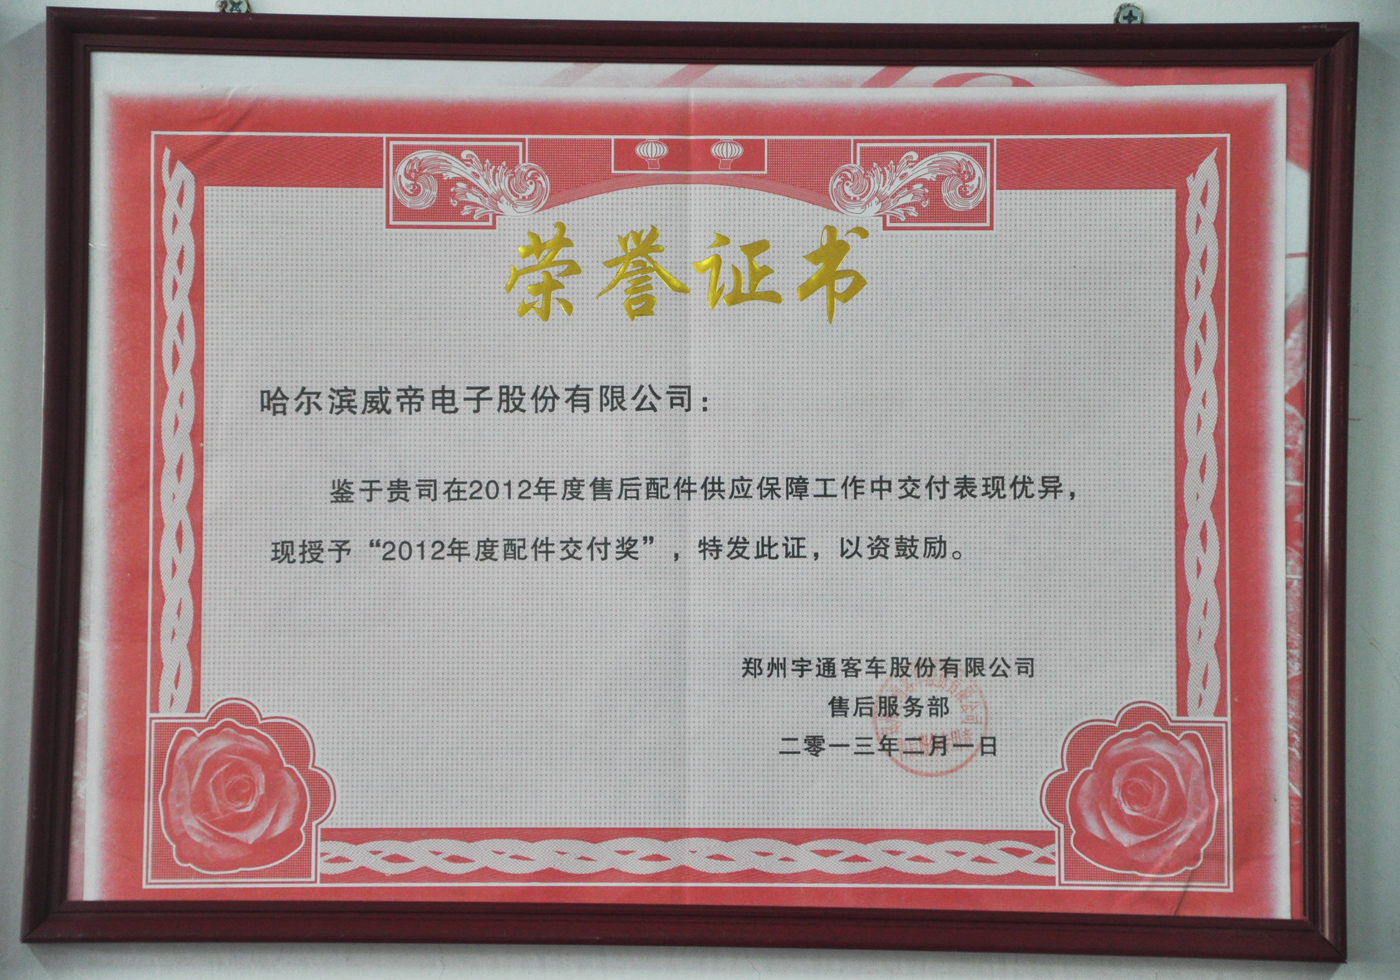 荣誉证书
哈尔滨威帝电子股份有限公司：
鉴于贵司在2012年度售后配件供应保障工作中交付表现优异，
现授予“2012年度配件交付奖”，特发此证，以资鼓励。
郑州宇通客车股份有限公司
售后服务部
二零一三年二月一日